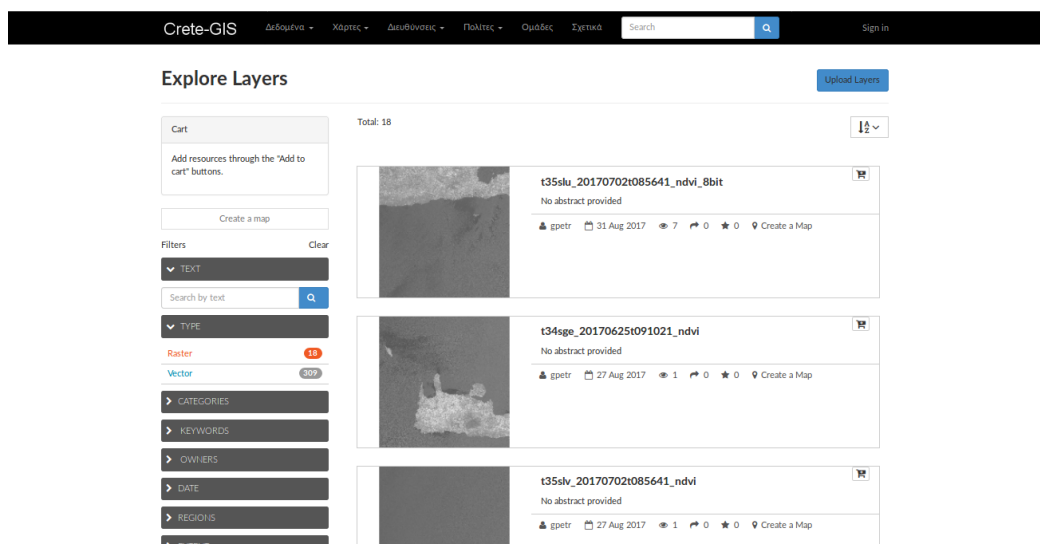 Crete-GIS Δεδομένα Χάρτες Διευθύνσεις Πολίτες Ομάδες Σχετικά Search Sign in
Explore Layers Upload Layers
Cart
Add resources through the "Add to
cart" buttons.
Create a map
Filters Clear
TEXT
Search by text
TYPE
Raster 18
Vector 309
CATEGORIES
KEYWORDS
OWNERS
DATE
REGIONS
Total: 18
t35slu_20170702t085641_ndvi_8bit
No abstract provided
gpetr 31 Aug 2017 7 0 0 Create a Map
t34sge_20170625t091021_ndvi
No abstract provided
gpetr 27 Aug 2017 1 0 0 Create a Map
t35slv_20170702t085641_ndvi
No abstract provided
gpetr 27 Aug 2017 1 0 0 Create a Map